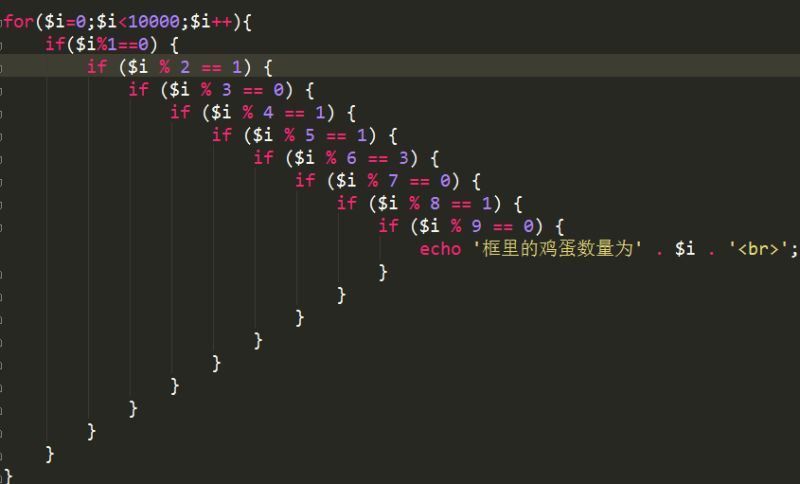 for($i=0;$i<10000;$i++){
    if($i%1==0) {
        if ($i % 2 == 1) {
            if ($i % 3 == 0) {
                if ($i % 4 == 1) {
                    if ($i % 5 == 1) {
                        if ($i % 6 == 3) {
                            if ($i % 7 == 0) {
                                if ($i % 8 == 1) {
                                    if ($i % 9 == 0) {
                                        echo '框里的鸡蛋数量为' . $i . '<br>';
                                    }
                                }
                            }
                        }
                    }
                }
            }
        }
    }
}